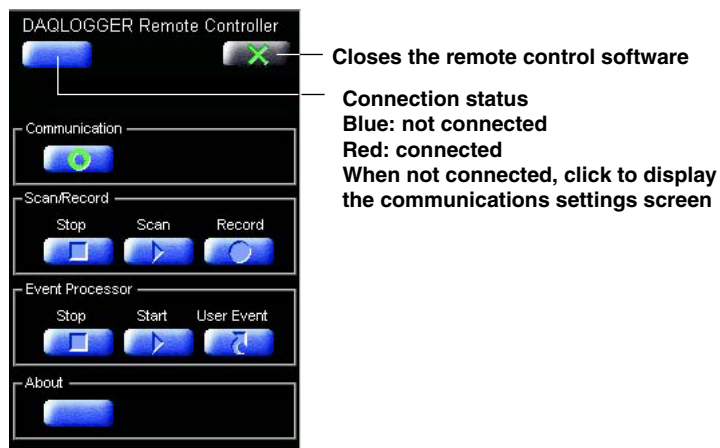 DAQLOGGER Remote Controller
Closes the remote control software
Connection status
Blue: not connected
Red: connected
When not connected, click to display
the communications settings screen
Communication
Scan/Record
Stop Scan Record
Event Processor
Stop Start User Event
About